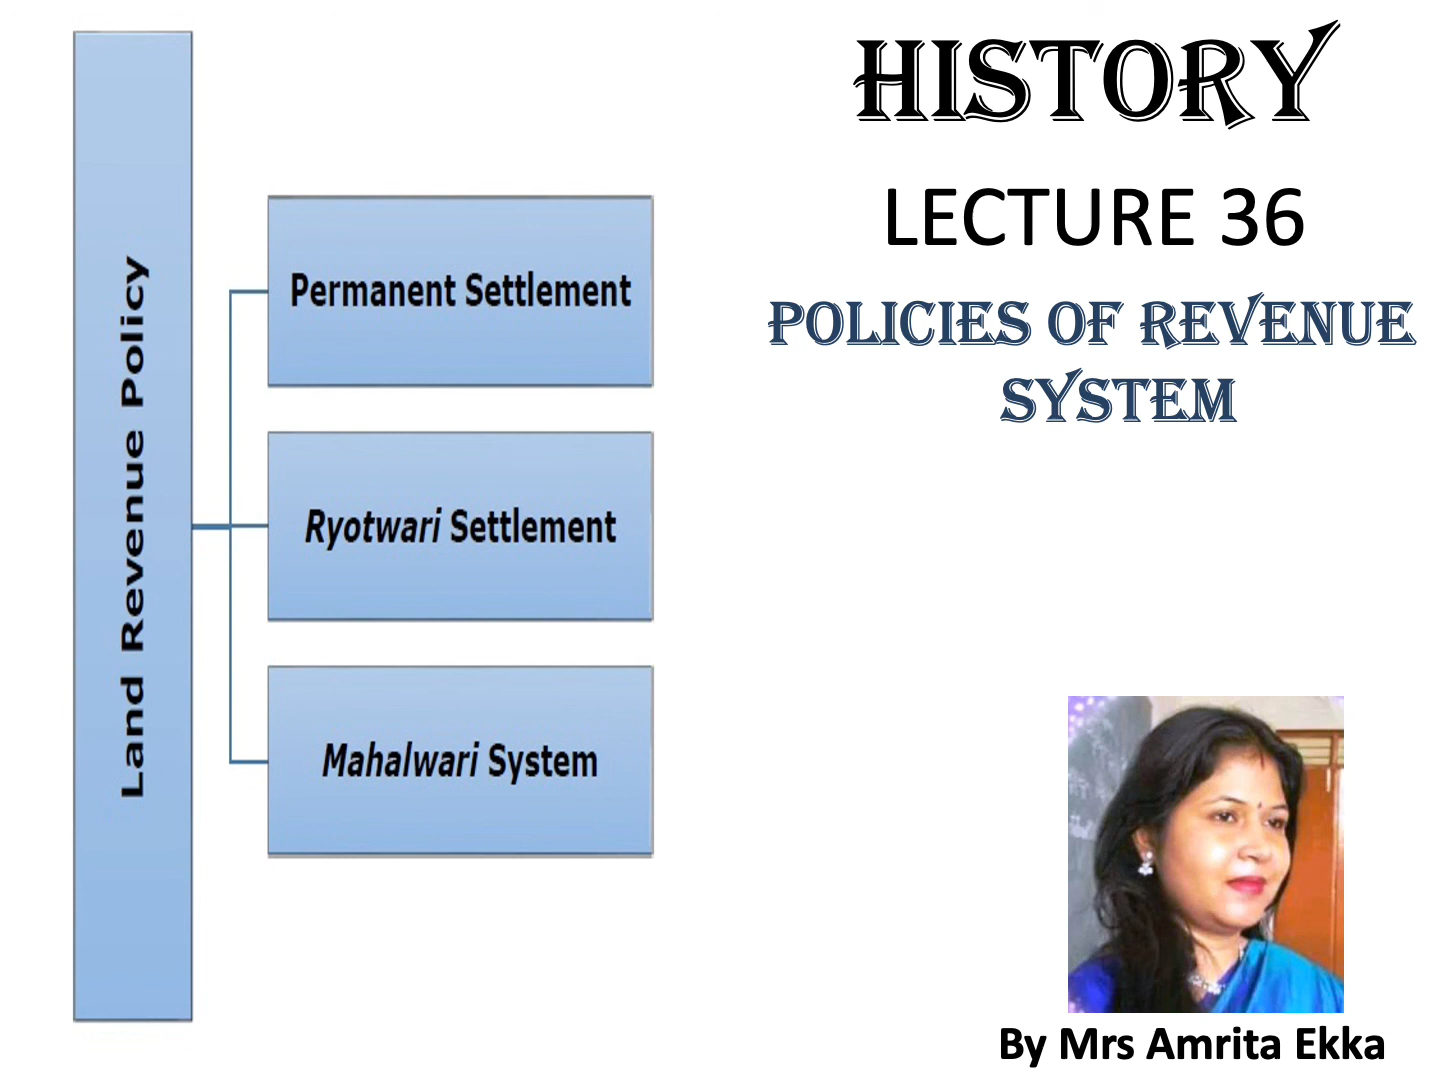 Land Revenue Policy
Permanent Settlement
Ryotwari Settlement
Mahalwari System
HISTORY
LECTURE 36
POLICIES OF REVENUE
SYSTEM
By Mrs Amrita Ekka